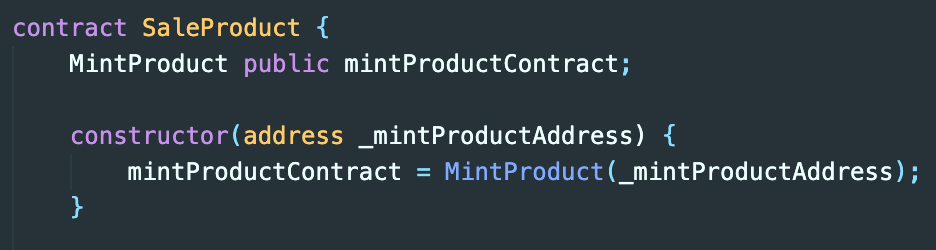 contract SaleProduct {
    MintProduct public mintProductContract;

    constructor(address _mintProductAddress) {
        mintProductContract = MintProduct(_mintProductAddress);
    }